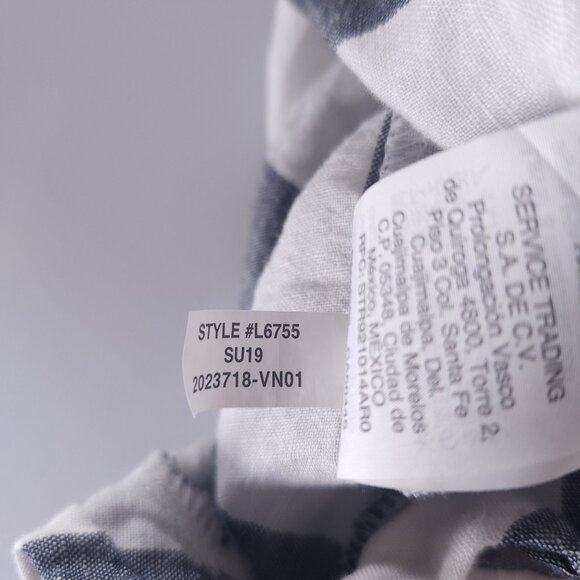 STYLE #L6755
SU19
2023718-VN01
SERVICE TRADING
S.A. DE C.V.
Prolongación Vasco
de Quiroga 4800, Torre 2,
Piso 3 Col. Santa Fe
Cuajimalpa, Del.
Cuajimalpa de Morelos
C.P. 05348, Ciudad de
México, MEXICO